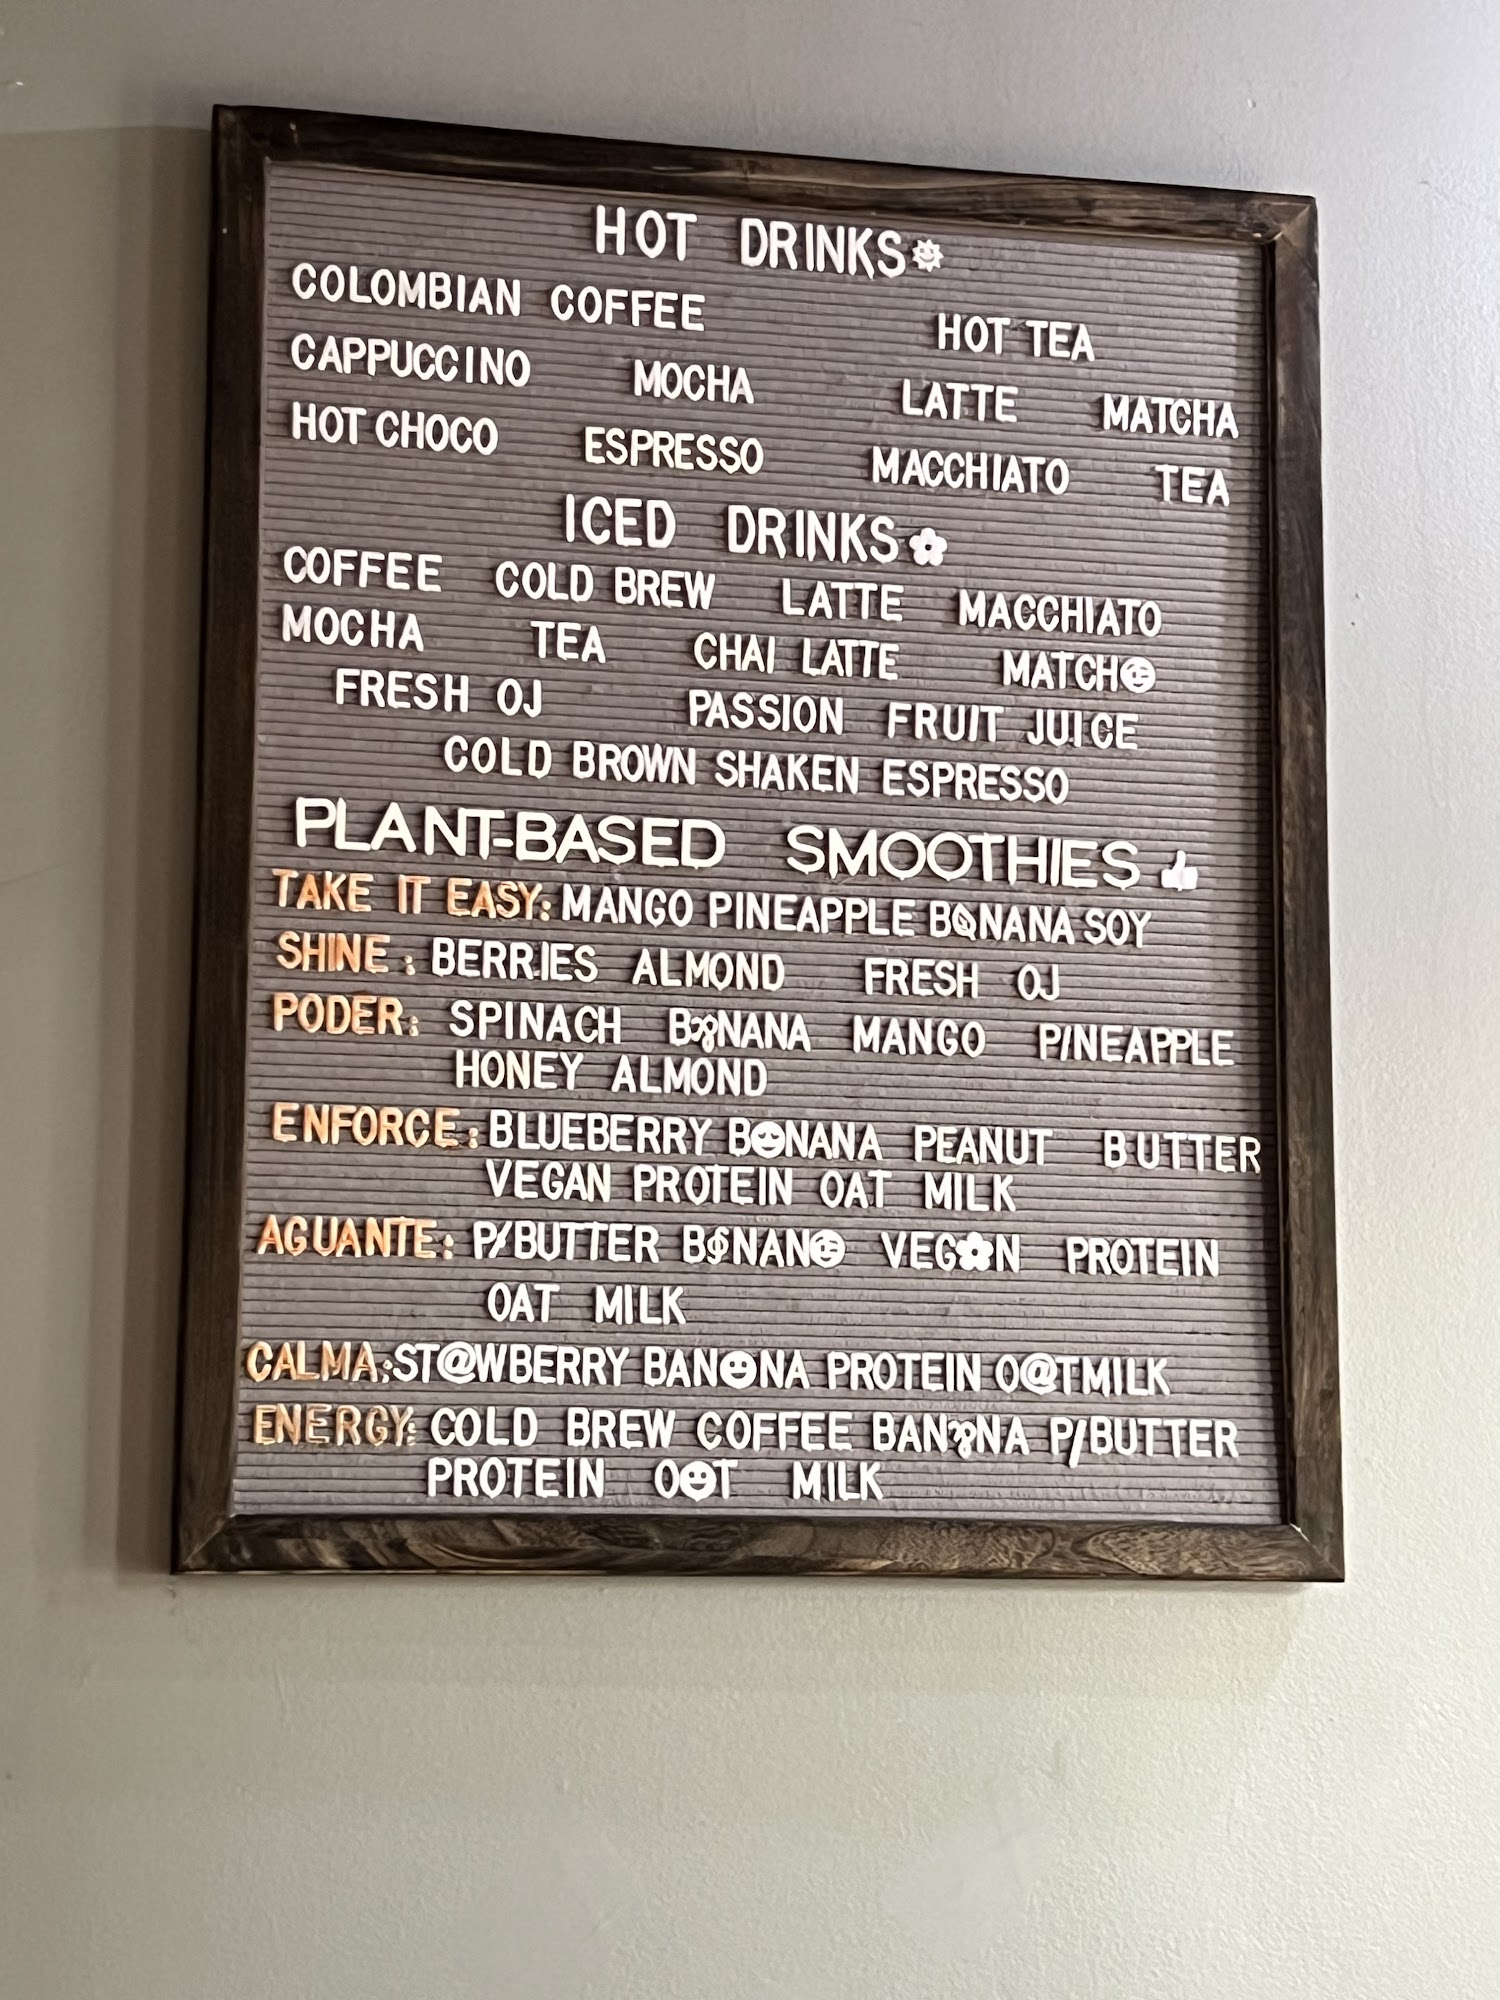 HOT DRINKS
COLOMBIAN COFFEE HOT TEA
CAPPUCCINO MOCHA LATTE MATCHA
HOT CHOCO ESPRESSO MACCHIATO TEA
ICED DRINKS
COFFEE COLD BREW LATTE MACCHIATO
MOCHA TEA CHAI LATTE MATCH😉
FRESH OJ PASSION FRUIT JUICE
COLD BROWN SHAKEN ESPRESSO
PLANT-BASED SMOOTHIES 👍
TAKE IT EASY: MANGO PINEAPPLE B&NANA SOY
SHINE: BERRIES ALMOND FRESH OJ
PODER: SPINACH B&NANA MANGO P/NEAPPLE
HONEY ALMOND
ENFORCE: BLUEBERRY B☻NANA PEANUT BUTTER
VEGAN PROTEIN OAT MILK
AGUANTE: P/BUTTER B$NAN😉 VEG✿N PROTEIN
OAT MILK
CALMA: ST@WBERRY BAN☻NA PROTEIN O@TMILK
ENERGY: COLD BREW COFFEE BAN&NA P/BUTTER
PROTEIN O☻T MILK